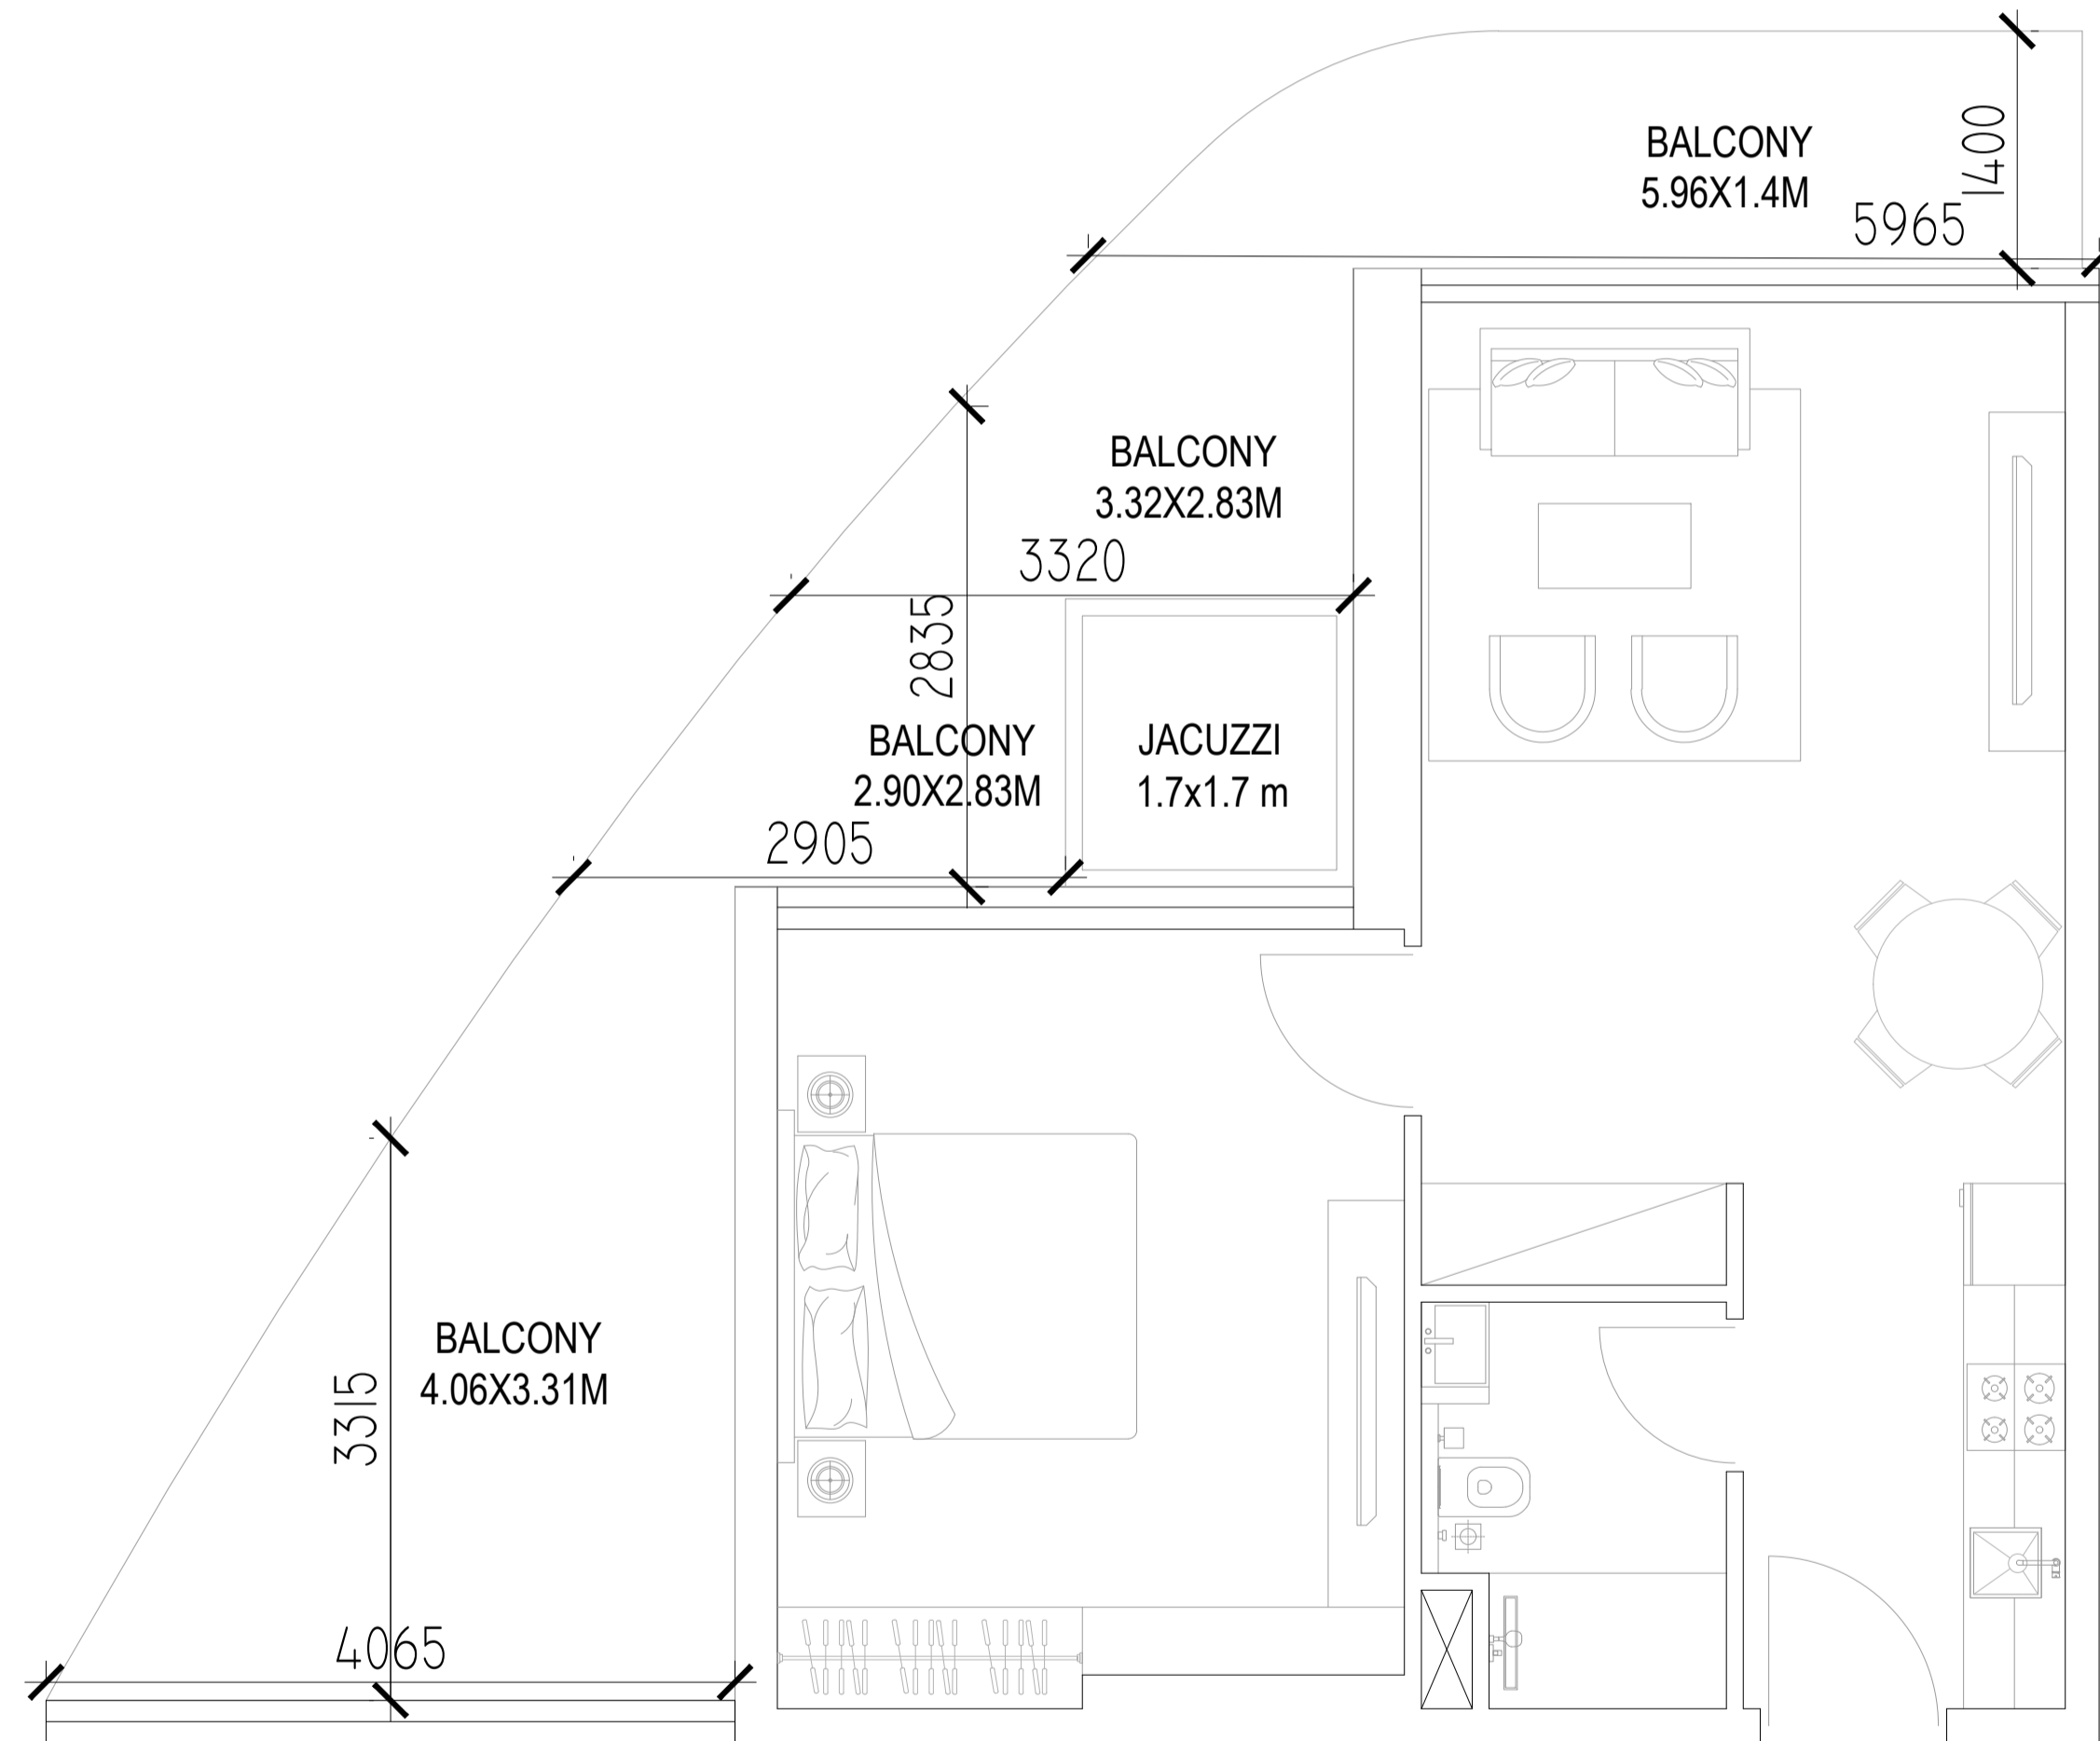 BALCONY
5.96X1.4M
1400
5965
BALCONY
3.32X2.83M
3320
2835
BALCONY
2.90X2.83M
JACUZZI
1.7x1.7 m
2905
BALCONY
4.06X3.31M
3315
4065